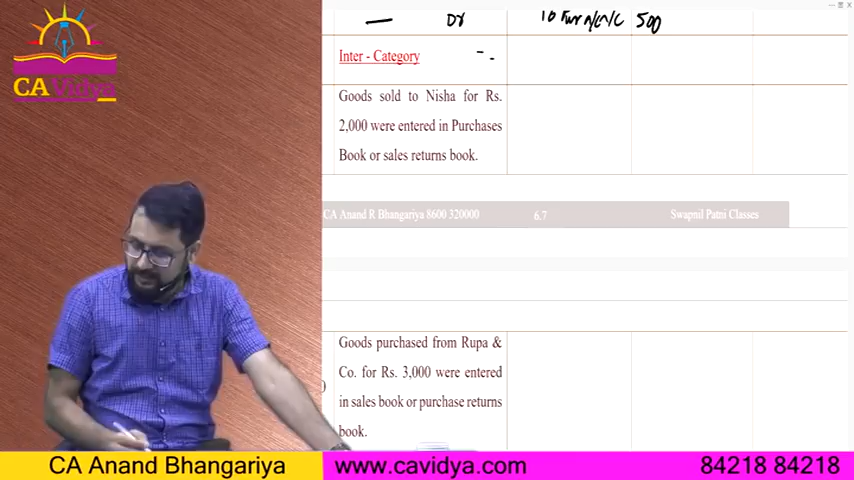 Dr
500
CA Vidya
Inter - Category
Goods sold to Nisha for Rs.
2,000 were entered in Purchases
Book or sales returns book.
CA Anand R Bhangariya 8600 320000 6.7 Swapnil Patni Classes
Goods purchased from Rupa &
Co. for Rs. 3,000 were entered
)
in sales book or purchase returns
book.
CA Anand Bhangariya www.cavidya.com 84218 84218